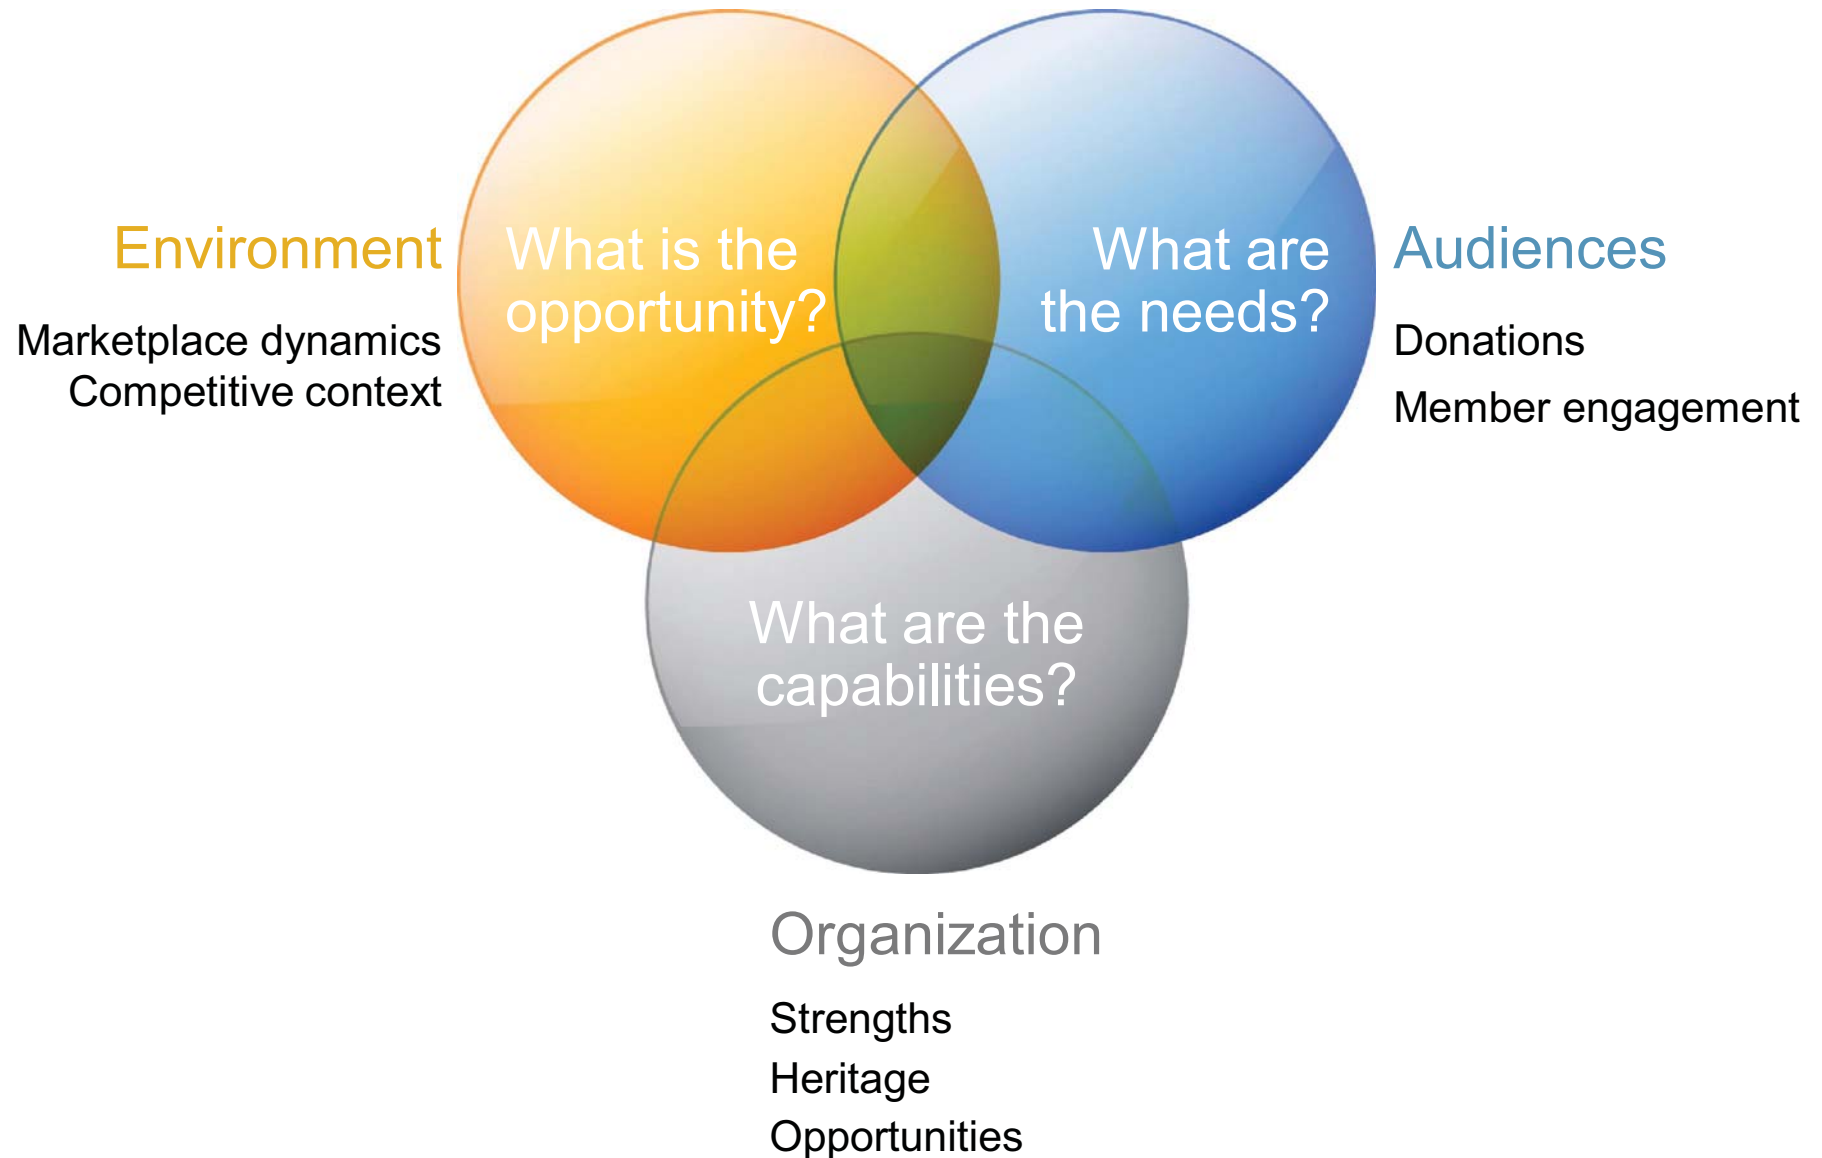 Environment
Marketplace dynamics
Competitive context
What is the
opportunity?
What are
the needs?
Audiences
Donations
Member engagement
What are the
capabilities?
Organization
Strengths
Heritage
Opportunities